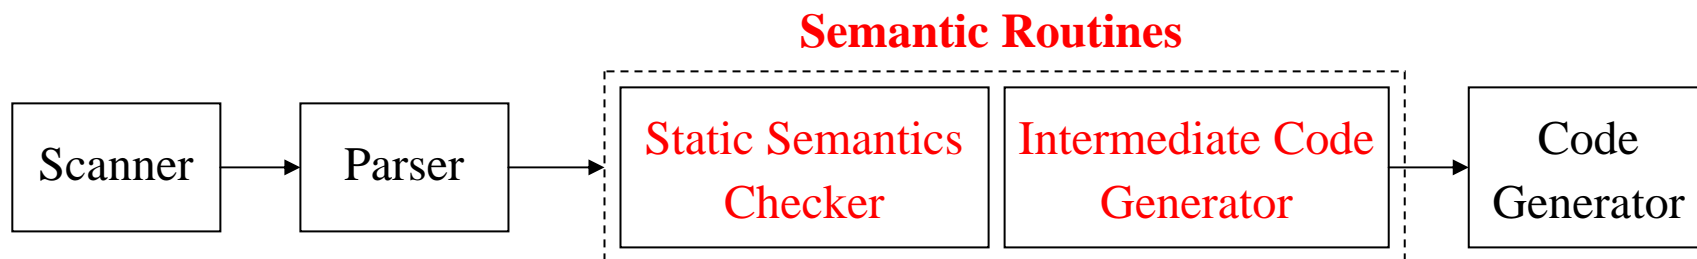 Semantic Routines
Scanner
Parser
Static Semantics
Checker
Intermediate Code
Generator
Code
Generator